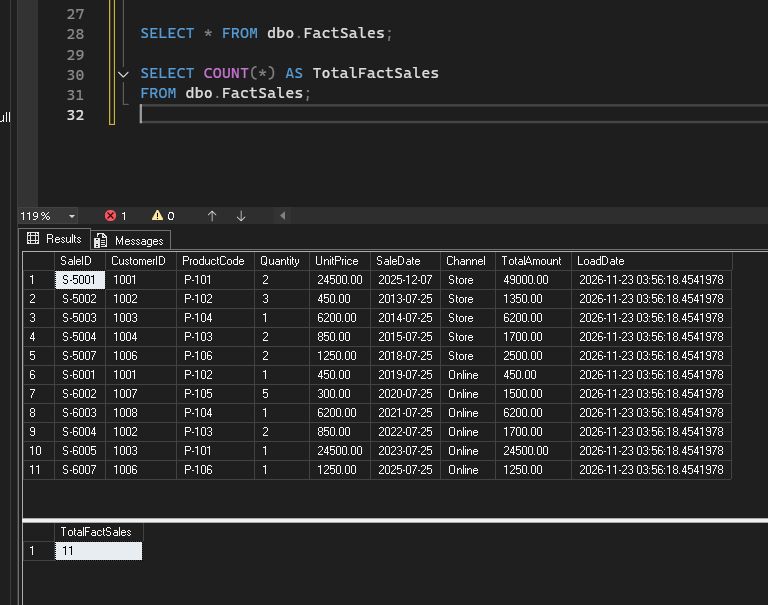 27
28 SELECT * FROM dbo.FactSales;
29
30 SELECT COUNT(*) AS TotalFactSales
31 FROM dbo.FactSales;
32
ull
119 % 1 0
Results Messages
SaleID CustomerID ProductCode Quantity UnitPrice SaleDate Channel TotalAmount LoadDate
1 S-5001 1001 P-101 2 24500.00 2025-12-07 Store 49000.00 2026-11-23 03:56:18.4541978
2 S-5002 1002 P-102 3 450.00 2013-07-25 Store 1350.00 2026-11-23 03:56:18.4541978
3 S-5003 1003 P-104 1 6200.00 2014-07-25 Store 6200.00 2026-11-23 03:56:18.4541978
4 S-5004 1004 P-103 2 850.00 2015-07-25 Store 1700.00 2026-11-23 03:56:18.4541978
5 S-5007 1006 P-106 2 1250.00 2018-07-25 Store 2500.00 2026-11-23 03:56:18.4541978
6 S-6001 1001 P-102 1 450.00 2019-07-25 Online 450.00 2026-11-23 03:56:18.4541978
7 S-6002 1007 P-105 5 300.00 2020-07-25 Online 1500.00 2026-11-23 03:56:18.4541978
8 S-6003 1008 P-104 1 6200.00 2021-07-25 Online 6200.00 2026-11-23 03:56:18.4541978
9 S-6004 1002 P-103 2 850.00 2022-07-25 Online 1700.00 2026-11-23 03:56:18.4541978
10 S-6005 1003 P-101 1 24500.00 2023-07-25 Online 24500.00 2026-11-23 03:56:18.4541978
11 S-6007 1006 P-106 1 1250.00 2025-07-25 Online 1250.00 2026-11-23 03:56:18.4541978
TotalFactSales
1 11